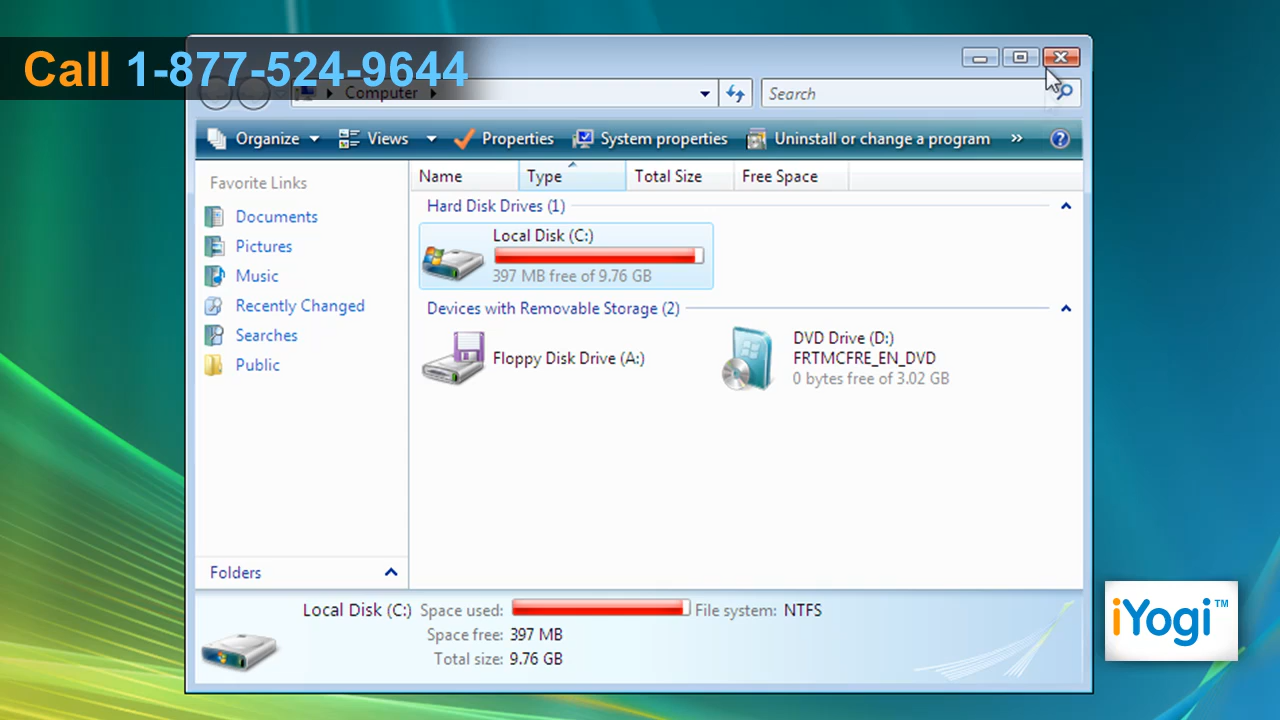 Call 1-877-524-9644
Computer
Search
Organize Views Properties System properties Uninstall or change a program »
Favorite Links
Documents
Pictures
Music
Recently Changed
Searches
Public
Folders
Name Type Total Size Free Space
Hard Disk Drives (1)
Local Disk (C:)
397 MB free of 9.76 GB
Devices with Removable Storage (2)
Floppy Disk Drive (A:)
DVD Drive (D:)
FRTMCFRE_EN_DVD
0 bytes free of 3.02 GB
Local Disk (C:) Space used: File system: NTFS
Space free: 397 MB
Total size: 9.76 GB
iYogi™